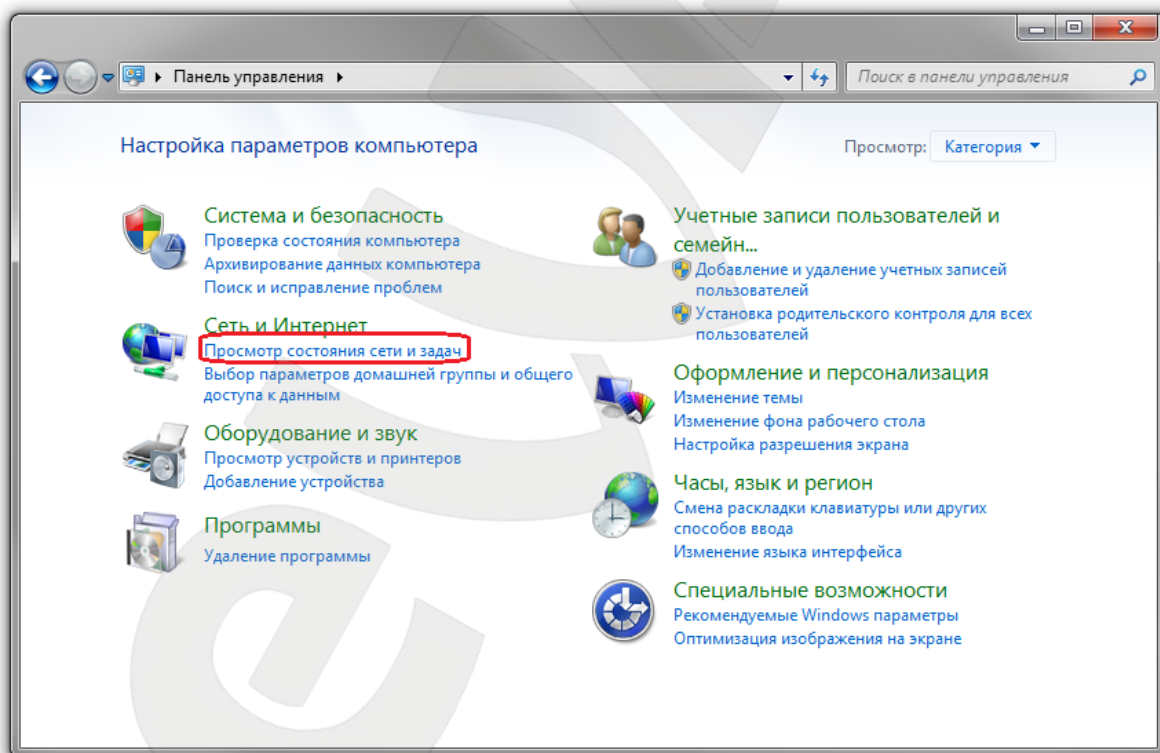 Панель управления
Поиск в панели управления
Настройка параметров компьютера
Просмотр: Категория
Система и безопасность
Проверка состояния компьютера
Архивирование данных компьютера
Поиск и исправление проблем
Сеть и Интернет
Просмотр состояния сети и задач
Выбор параметров домашней группы и общего
доступа к данным
Оборудование и звук
Просмотр устройств и принтеров
Добавление устройства
Программы
Удаление программы
Учетные записи пользователей и
семейн...
Добавление и удаление учетных записей
пользователей
Установка родительского контроля для всех
пользователей
Оформление и персонализация
Изменение темы
Изменение фона рабочего стола
Настройка разрешения экрана
Часы, язык и регион
Смена раскладки клавиатуры или других
способов ввода
Изменение языка интерфейса
Специальные возможности
Рекомендуемые Windows параметры
Оптимизация изображения на экране